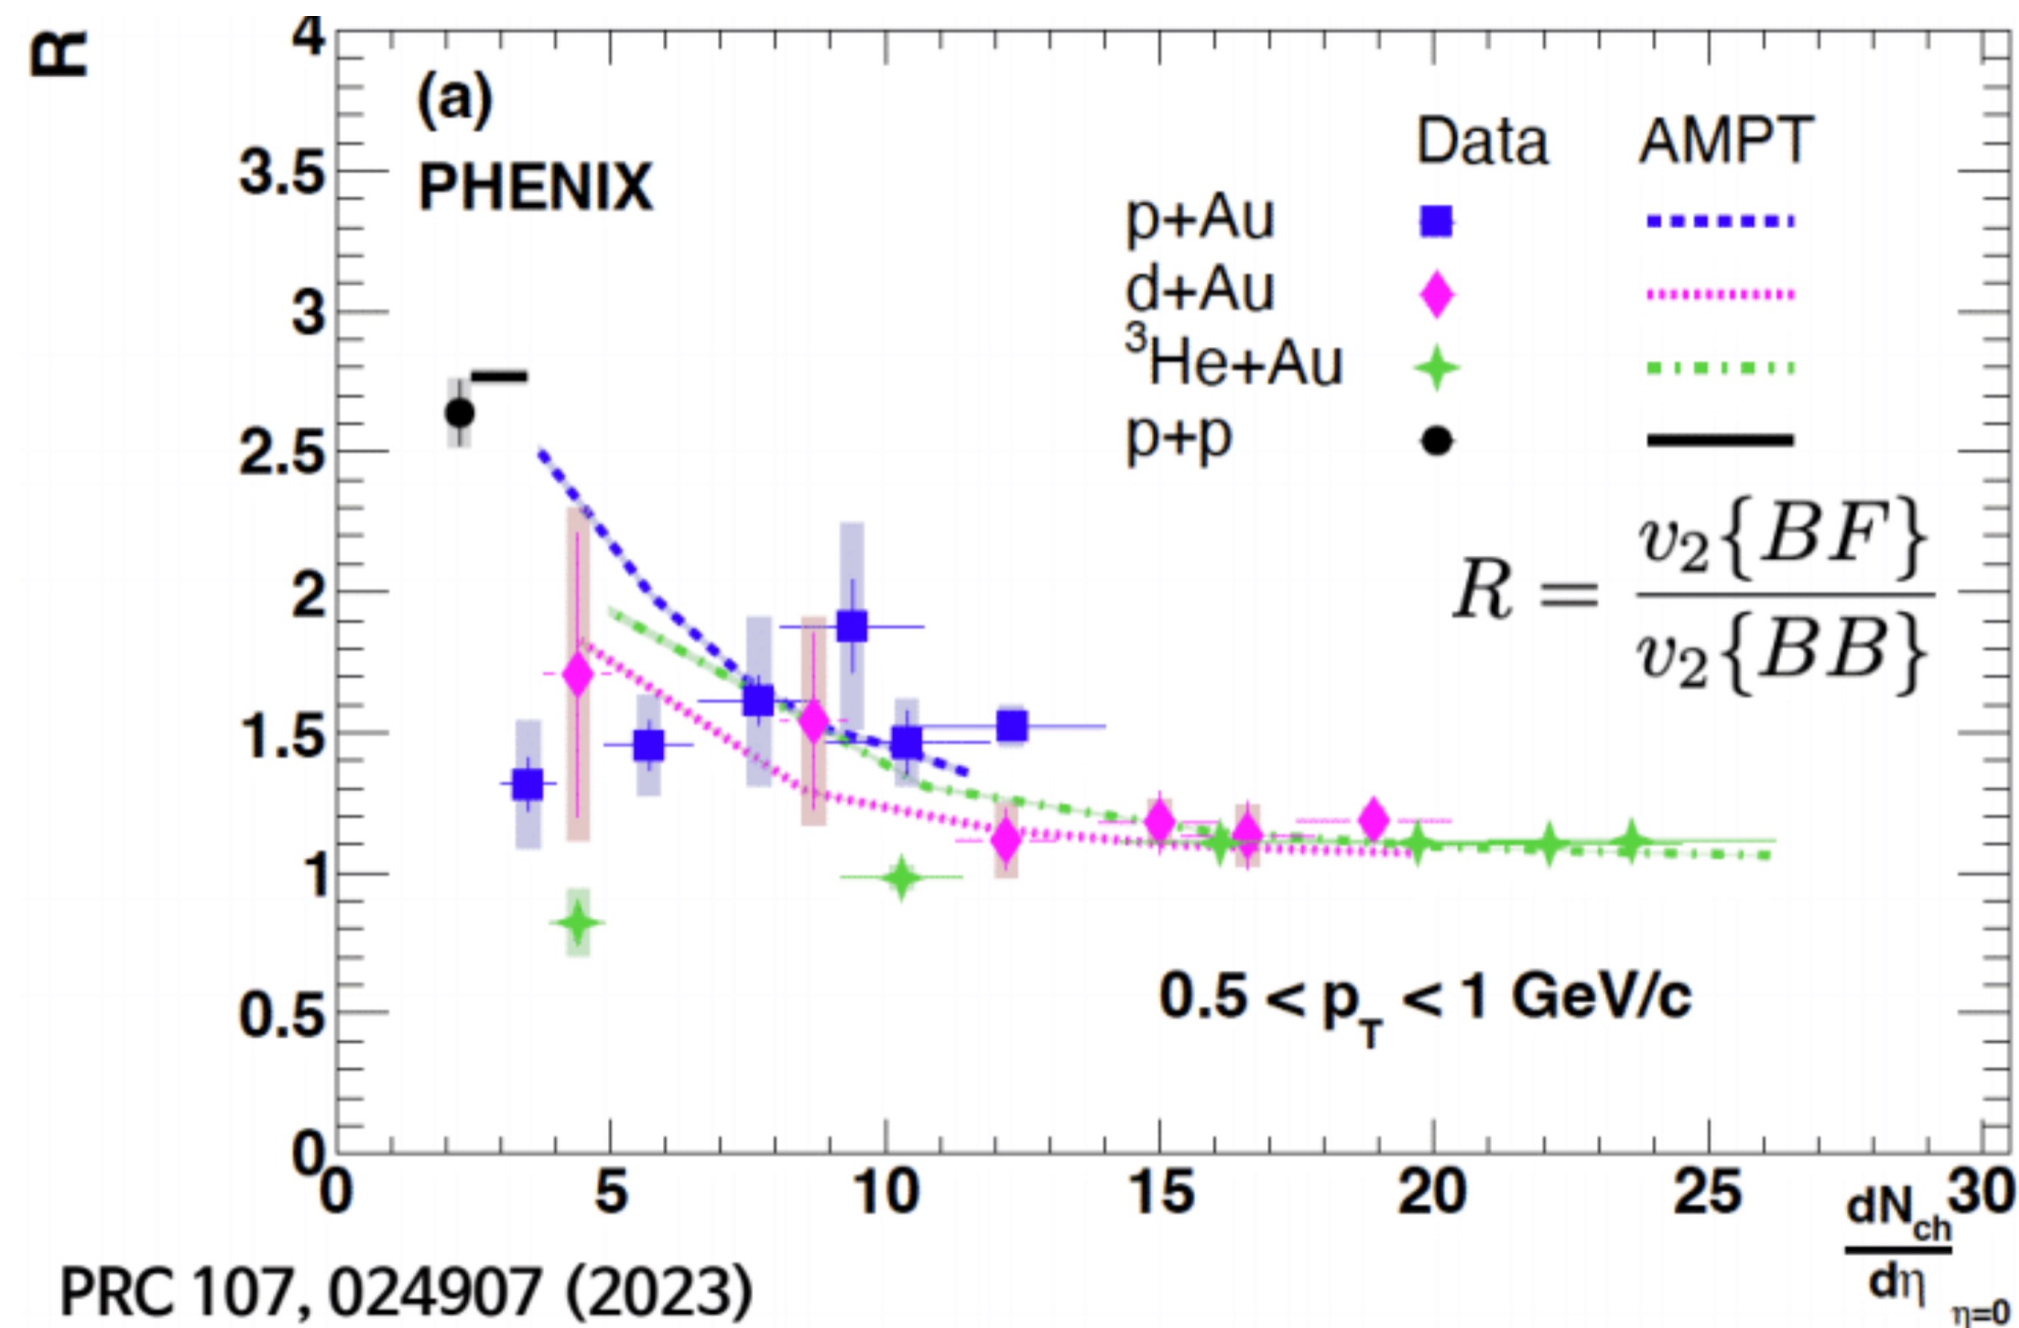 R
4
(a)
PHENIX
3.5
3
2.5
2
1.5
1
0.5
0
Data AMPT
p+Au
d+Au
³He+Au
p+p
R = v₂{BF} / v₂{BB}
0.5 < p_T < 1 GeV/c
0 5 10 15 20 25 30
dN_ch
dη η=0
PRC 107, 024907 (2023)